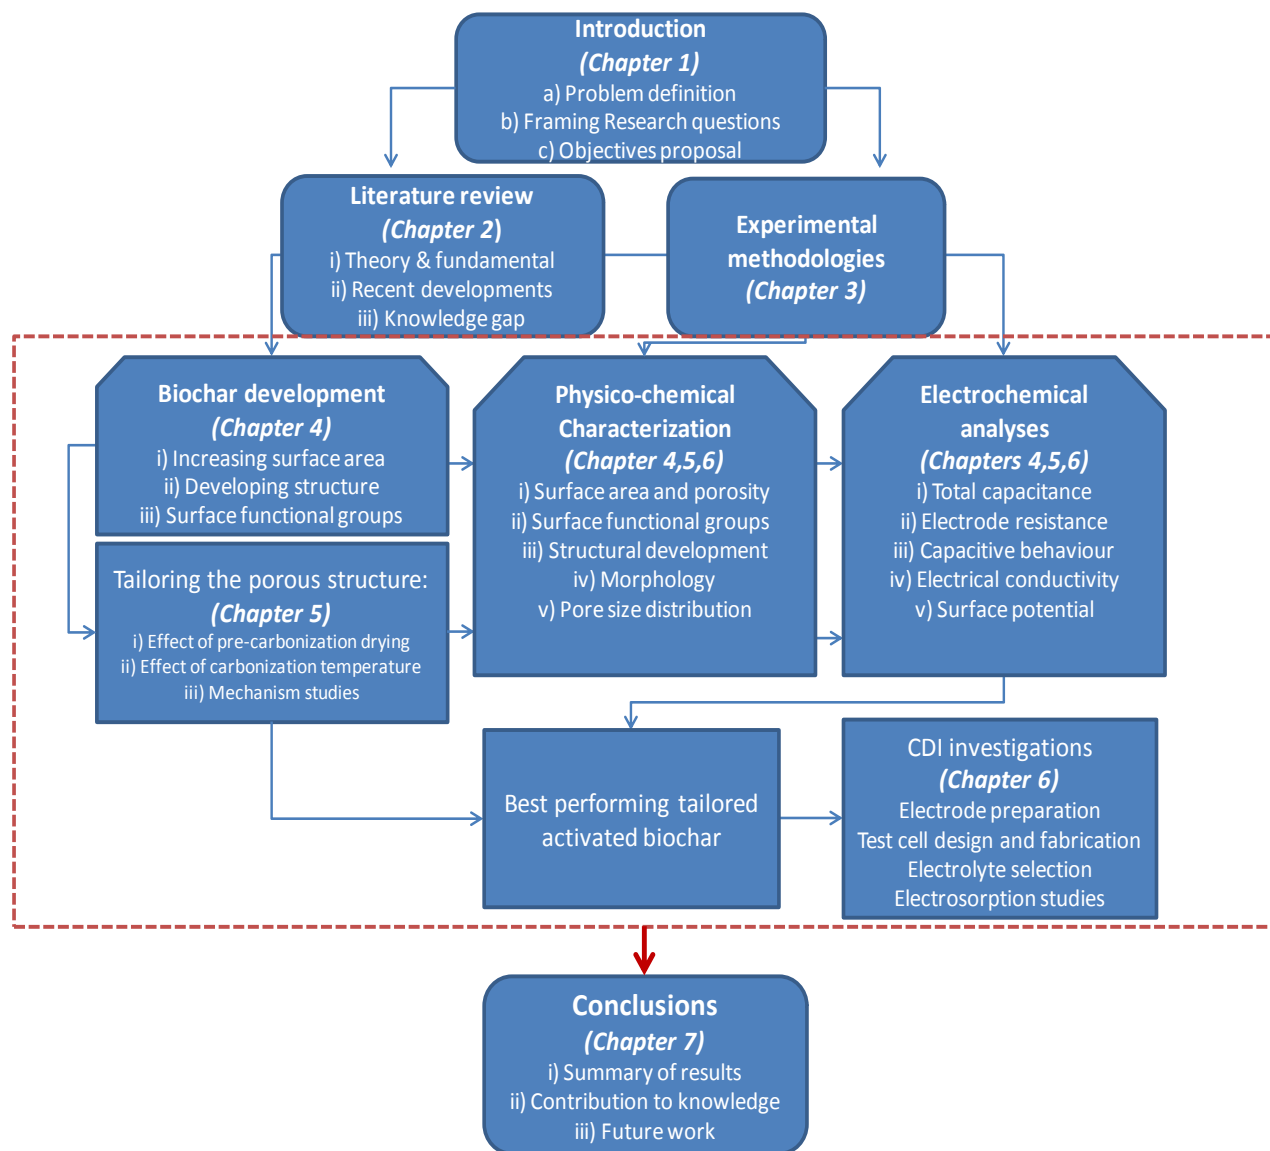 Introduction
(Chapter 1)
a) Problem definition
b) Framing Research questions
c) Objectives proposal
Literature review
(Chapter 2)
i) Theory & fundamental
ii) Recent developments
iii) Knowledge gap
Experimental
methodologies
(Chapter 3)
Biochar development
(Chapter 4)
i) Increasing surface area
ii) Developing structure
iii) Surface functional groups
Tailoring the porous structure:
(Chapter 5)
i) Effect of pre-carbonization drying
ii) Effect of carbonization temperature
iii) Mechanism studies
Physico-chemical
Characterization
(Chapter 4,5,6)
i) Surface area and porosity
ii) Surface functional groups
iii) Structural development
iv) Morphology
v) Pore size distribution
Electrochemical
analyses
(Chapters 4,5,6)
i) Total capacitance
ii) Electrode resistance
iii) Capacitive behaviour
iv) Electrical conductivity
v) Surface potential
Best performing tailored
activated biochar
CDI investigations
(Chapter 6)
Electrode preparation
Test cell design and fabrication
Electrolyte selection
Electrosorption studies
Conclusions
(Chapter 7)
i) Summary of results
ii) Contribution to knowledge
iii) Future work